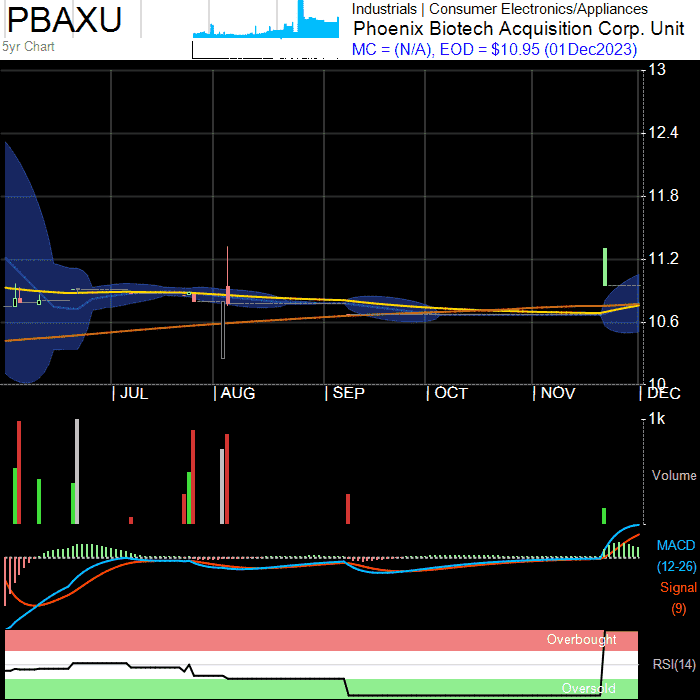 PBAXU
5yr Chart
Industrials | Consumer Electronics/Appliances
Phoenix Biotech Acquisition Corp. Unit
MC = (N/A), EOD = $10.95 (01Dec2023)
13
12.4
11.8
11.2
10.6
10
JUL AUG SEP OCT NOV DEC
1k
Volume
MACD
(12-26)
Signal
(9)
Overbought
RSI(14)
Oversold